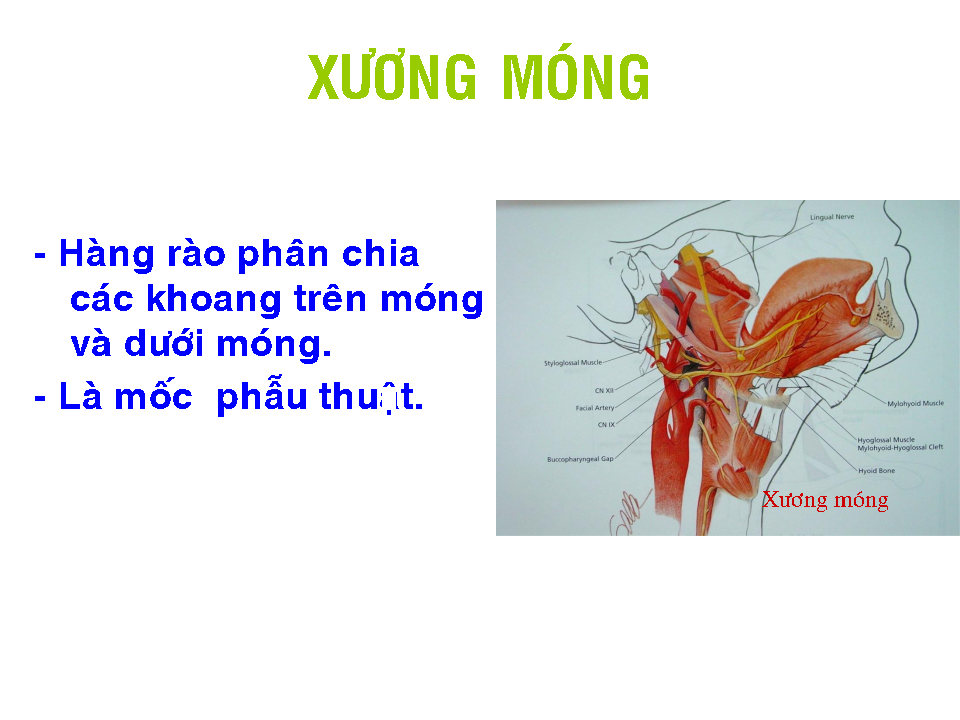 XƯƠNG MÓNG
- Hàng rào phân chia
các khoang trên móng
và dưới móng.
- Là mốc phẫu thuật.
Lingual Nerve
Styloglossal Muscle
CN XII
Facial Artery
CN IX
Buccopharyngeal Gap
Mylohyoid Muscle
Hyoglossal Muscle
Mylohyoid-Hyoglossal Cleft
Hyoid Bone
Xương móng